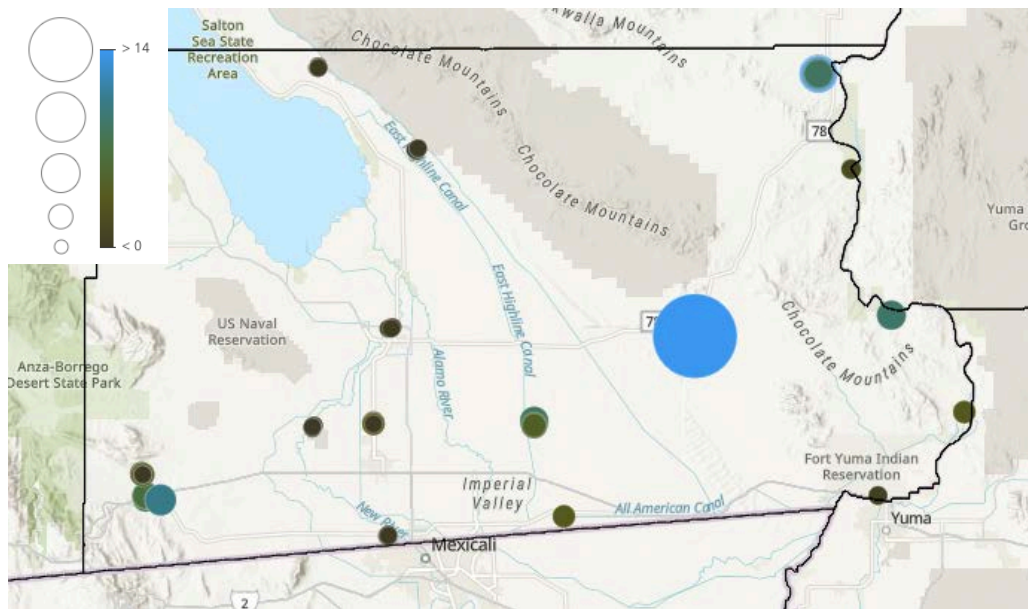 > 14
< 0
Salton
Sea State
Recreation
Area
Chocolate Mountains
Mountains
78
East Highline Canal
Chocolate Mountains
Yuma
East Highline Canal
US Naval
Reservation
Alamo River
Chocolate Mountains
Anza-Borrego
Desert State Park
Fort Yuma Indian
Reservation
Imperial
Valley
All American Canal
New River
Yuma
Mexicali
2